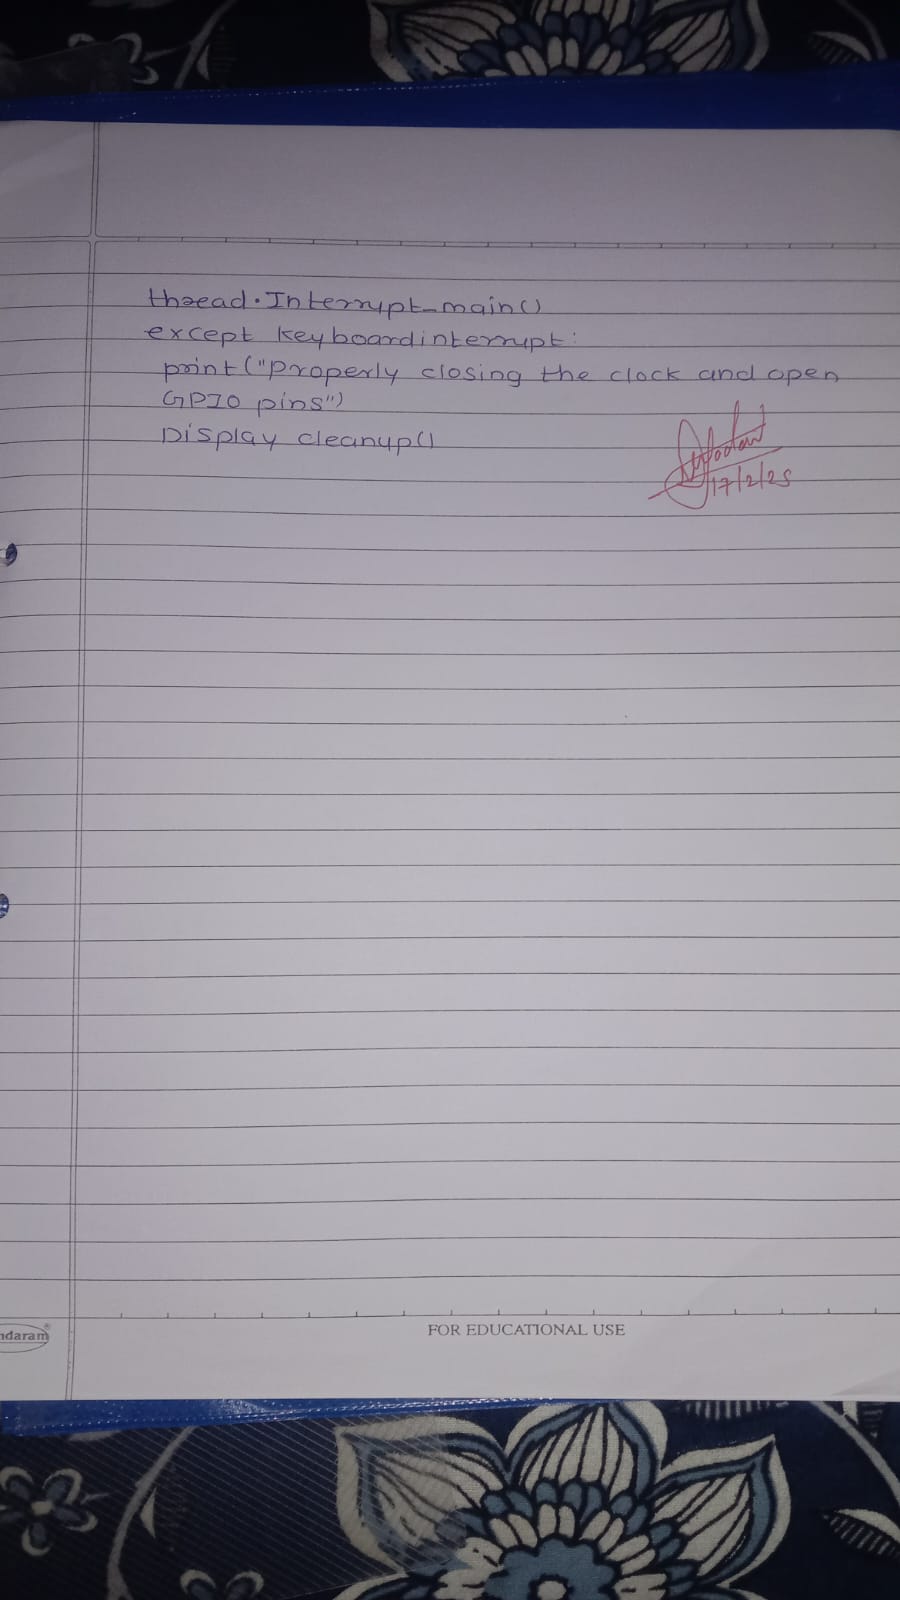 thread.Interrupt_main()
except keyboardinterrupt:
print("Properly closing the clock and open
GPIO pins")
Display cleanup()
17/2/25
ndaram
FOR EDUCATIONAL USE